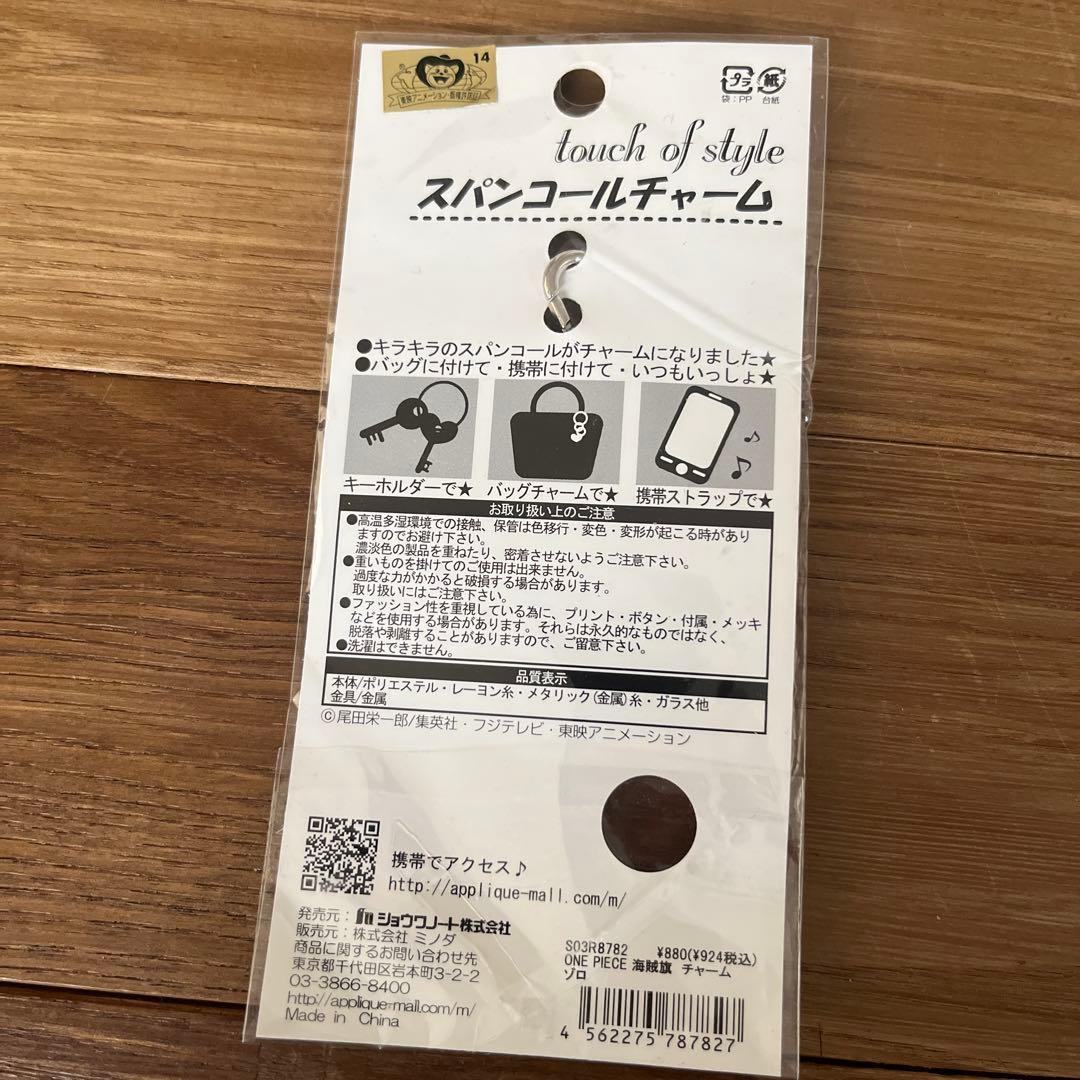 14
東映アニメーション・版権許諾証
プラ
紙
袋：PP
台紙
touch of style
スパンコールチャーム
●キラキラのスパンコールがチャームになりました★
●バッグに付けて・携帯に付けて・いつもいっしょ★
キーホルダーで★
バッグチャームで★
携帯ストラップで★
お取り扱い上のご注意
●高温多湿環境での接触、保管は色移行・変色・変形が起こる時があり
ますのでお避け下さい。
濃淡色の製品を重ねたり、密着させないようご注意下さい。
●重いものを掛けてのご使用は出来ません。
過度な力がかかると破損する場合があります。
取り扱いにはご注意下さい。
●ファッション性を重視している為に、プリント・ボタン・付属・メッキ
などを使用する場合があります。それらは永久的なものではなく、
脱落や剥離することがありますので、ご留意下さい。
●洗濯はできません。
品質表示
本体/ポリエステル・レーヨン糸・メタリック(金属)糸・ガラス他
金具/金属
©尾田栄一郎/集英社・フジテレビ・東映アニメーション
携帯でアクセス♪
http://applique-mall.com/m/
発売元：ショウワノート株式会社
販売元：株式会社 ミノダ
商品に関するお問い合わせ先
東京都千代田区岩本町3-2-2
03-3866-8400
http://applique-mall.com/m/
Made in China
S03R8782 ¥880(¥924税込)
ONE PIECE 海賊旗 チャーム
ゾロ
4 562275 787827